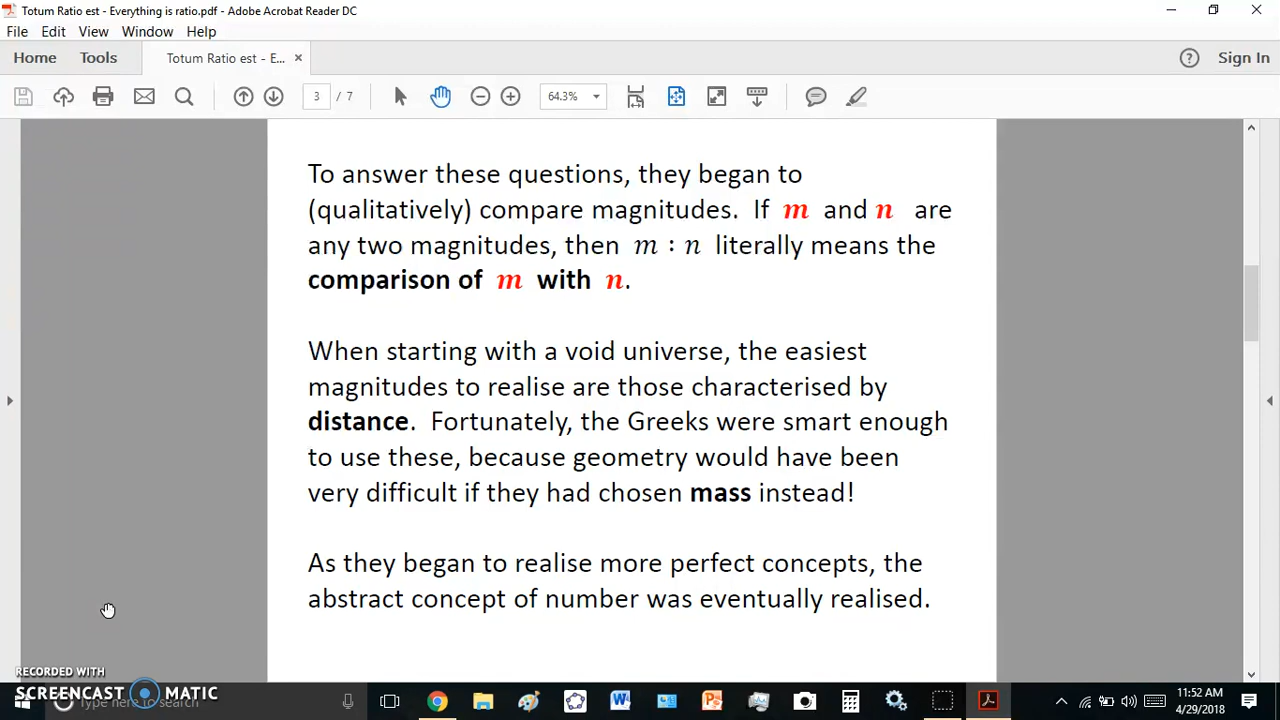 Totum Ratio est - Everything is ratio.pdf - Adobe Acrobat Reader DC
File Edit View Window Help
Home Tools Totum Ratio est - E... × Sign In
3 / 7 64.3%
To answer these questions, they began to
(qualitatively) compare magnitudes. If m and n are
any two magnitudes, then m : n literally means the
comparison of m with n.
When starting with a void universe, the easiest
magnitudes to realise are those characterised by
distance. Fortunately, the Greeks were smart enough
to use these, because geometry would have been
very difficult if they had chosen mass instead!
As they began to realise more perfect concepts, the
abstract concept of number was eventually realised.
RECORDED WITH
SCREENCAST MATIC
Type here to search
11:52 AM
4/29/2018